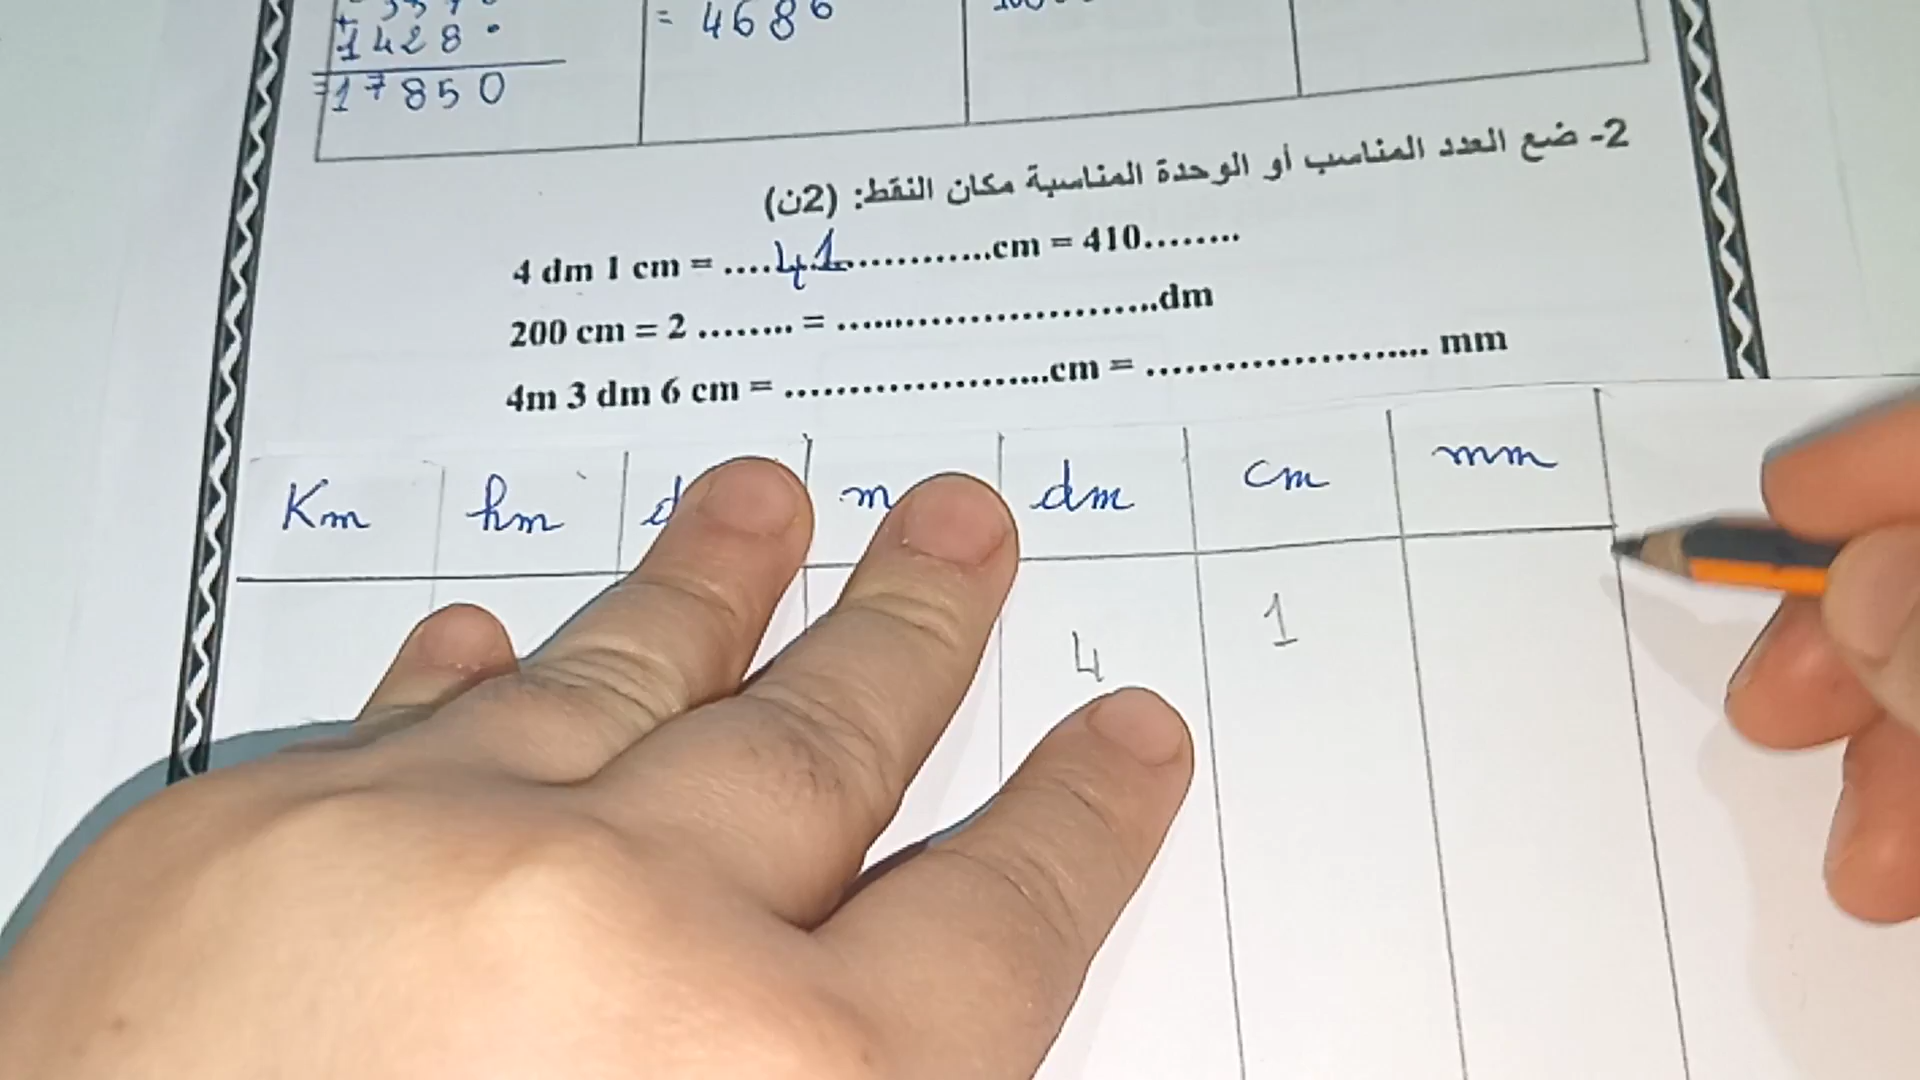 1428•
= 4686
=17850
2- ضع العدد المناسب أو الوحدة المناسبة مكان النقط: (2ن)
4 dm 1 cm = ....41.............cm = 410........
200 cm = 2 ........ = ............................dm
4m 3 dm 6 cm = .......................cm = ......................... mm
Km hm m dm cm mm
4 1